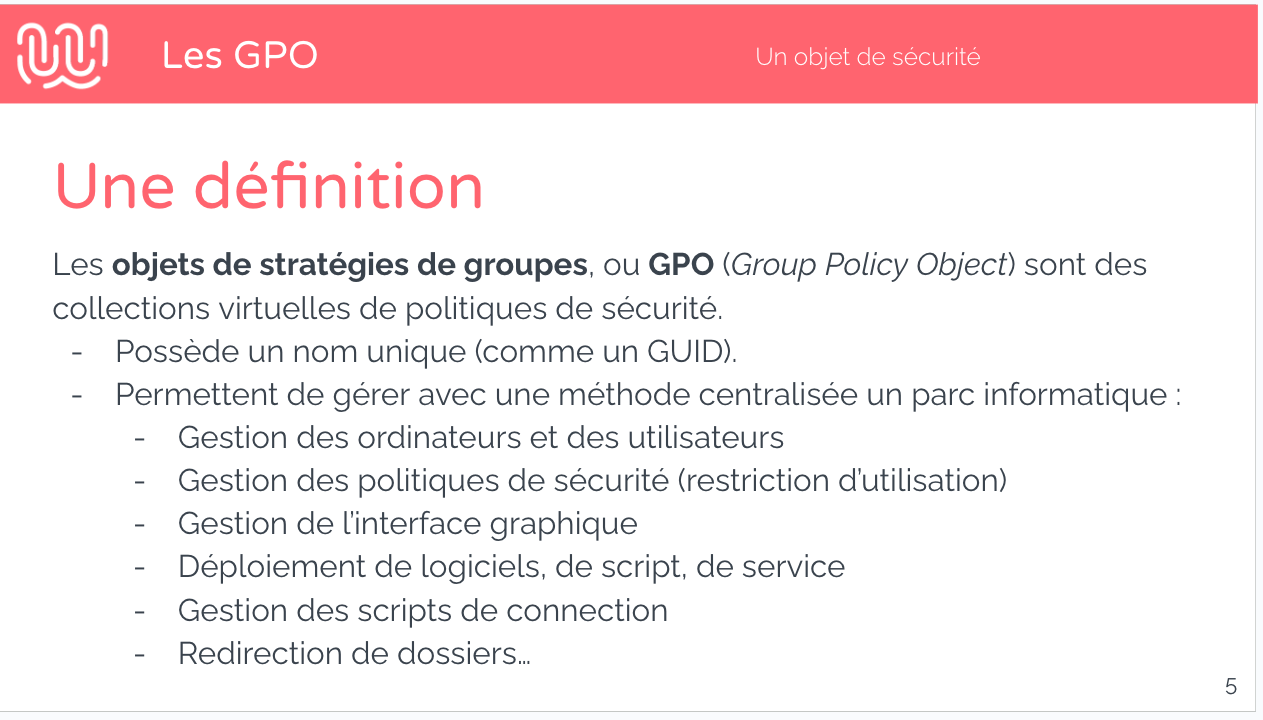 Les GPO
Un objet de sécurité
Une définition
Les objets de stratégies de groupes, ou GPO (Group Policy Object) sont des
collections virtuelles de politiques de sécurité.
- Possède un nom unique (comme un GUID).
- Permettent de gérer avec une méthode centralisée un parc informatique :
- Gestion des ordinateurs et des utilisateurs
- Gestion des politiques de sécurité (restriction d’utilisation)
- Gestion de l’interface graphique
- Déploiement de logiciels, de script, de service
- Gestion des scripts de connection
- Redirection de dossiers…
5